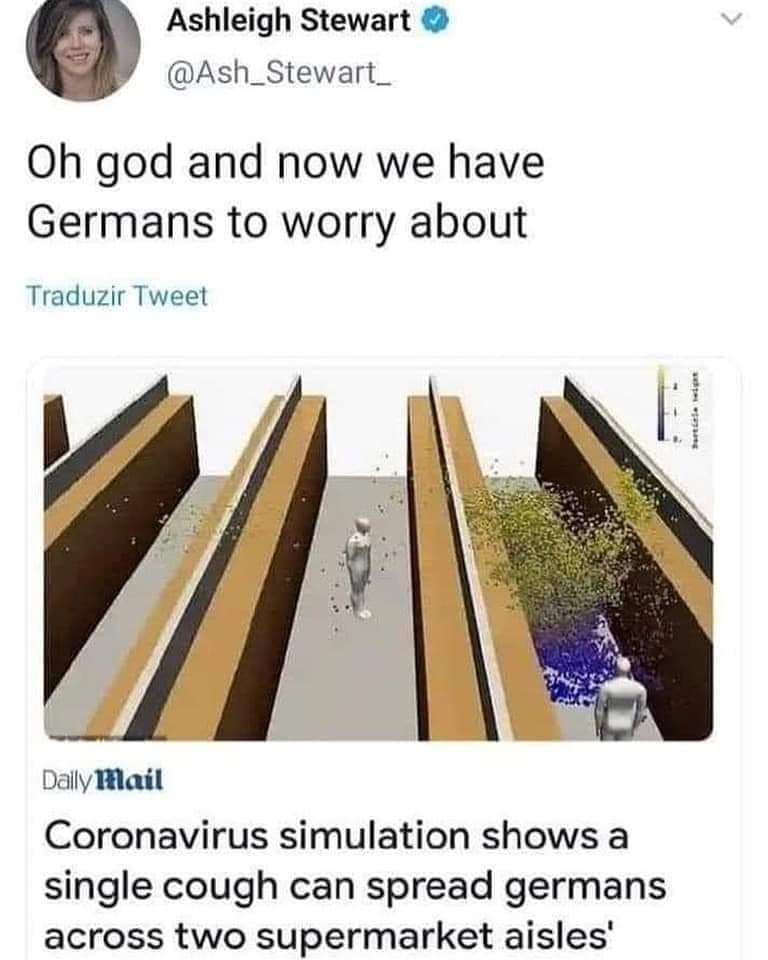 Ashleigh Stewart
@Ash_Stewart_
Oh god and now we have
Germans to worry about
Traduzir Tweet
Daily Mail
Coronavirus simulation shows a
single cough can spread germans
across two supermarket aisles'